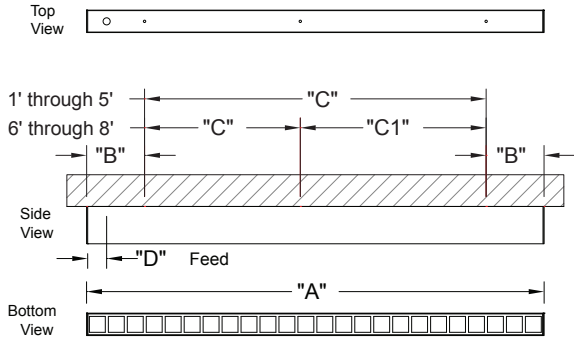 Top
View
1' through 5'
"C"
6' through 8'
"C"
"C1"
"B"
"B"
Side
View
"D" Feed
"A"
Bottom
View